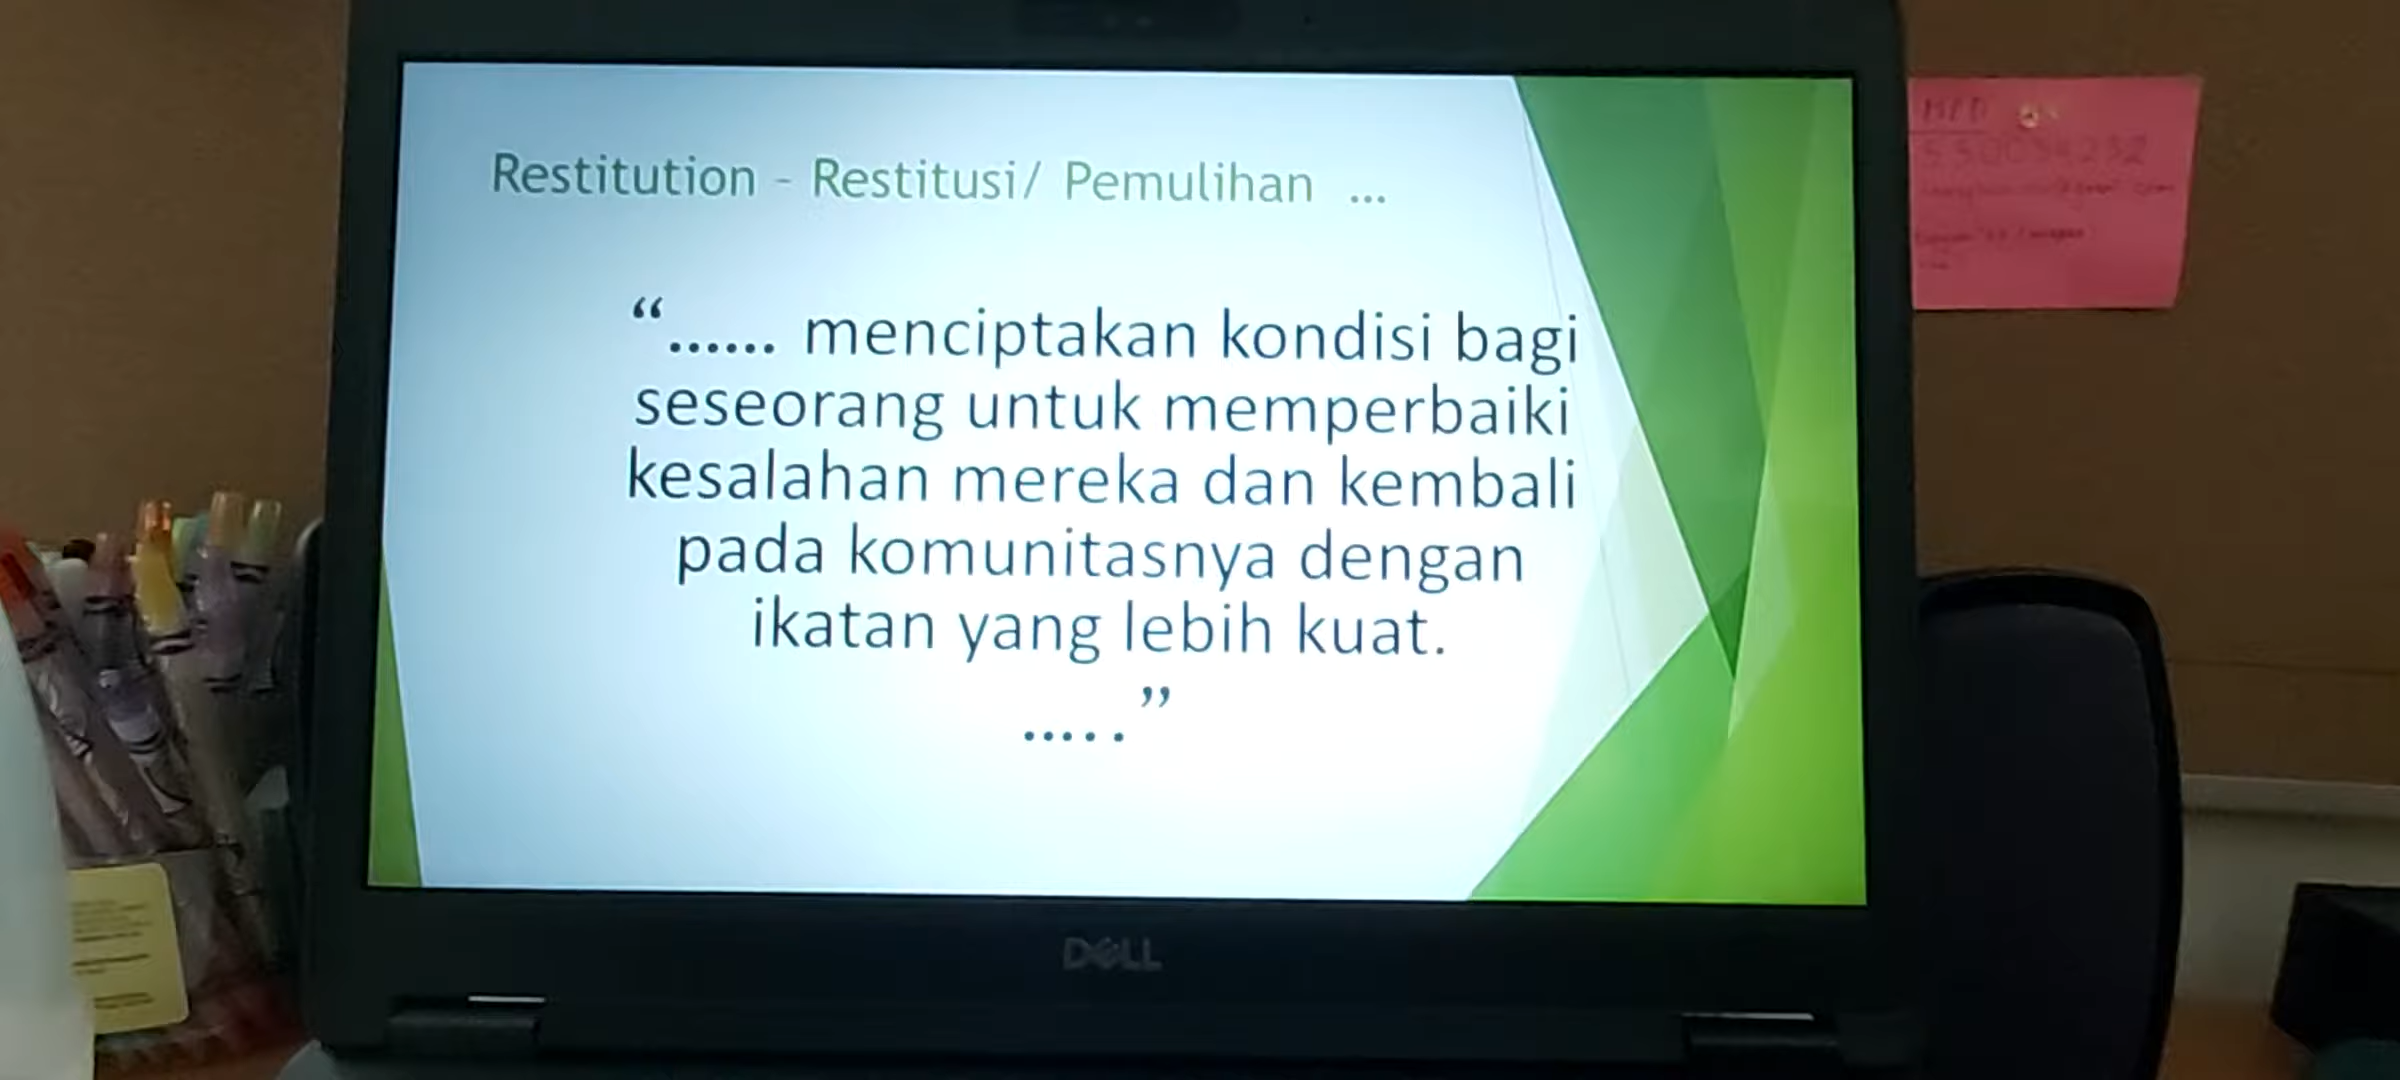 Restitution - Restitusi/ Pemulihan ...
“...... menciptakan kondisi bagi
seseorang untuk memperbaiki
kesalahan mereka dan kembali
pada komunitasnya dengan
ikatan yang lebih kuat.
.....”
DELL